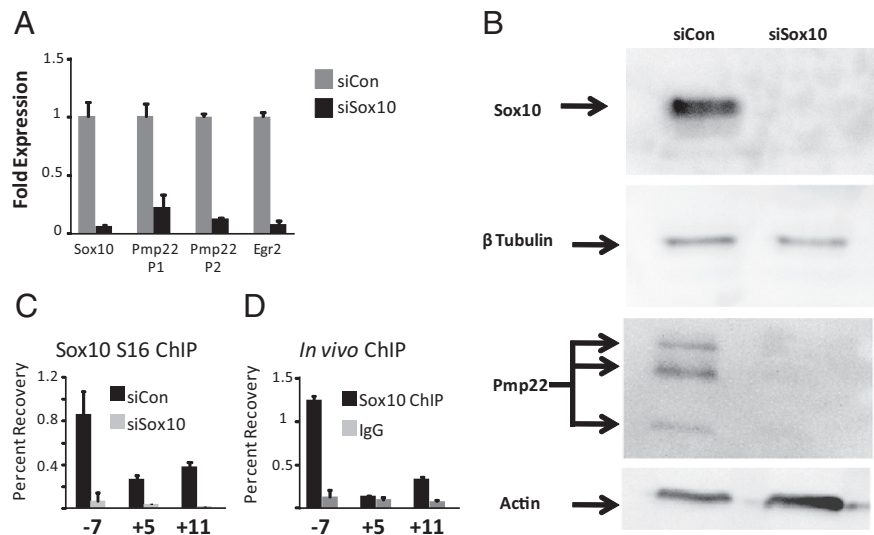 A
1.5
1
0.5
0
Fold Expression
siCon
siSox10
Sox10
Pmp22 P1
Pmp22 P2
Egr2
B
siCon siSox10
Sox10
β Tubulin
Pmp22
Actin
C
Sox10 S16 ChIP
Percent Recovery
1.2
0.8
0.4
siCon
siSox10
-7 +5 +11
D
In vivo ChIP
Percent Recovery
1.5
1
0.5
0
Sox10 ChIP
IgG
-7 +5 +11